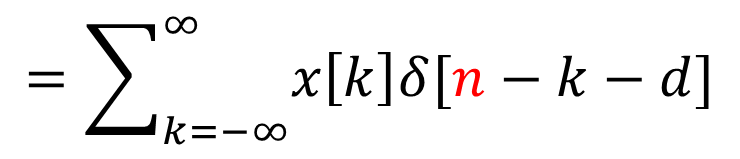 = ∑_{k=−∞}^{∞} x[k]δ[n − k − d]